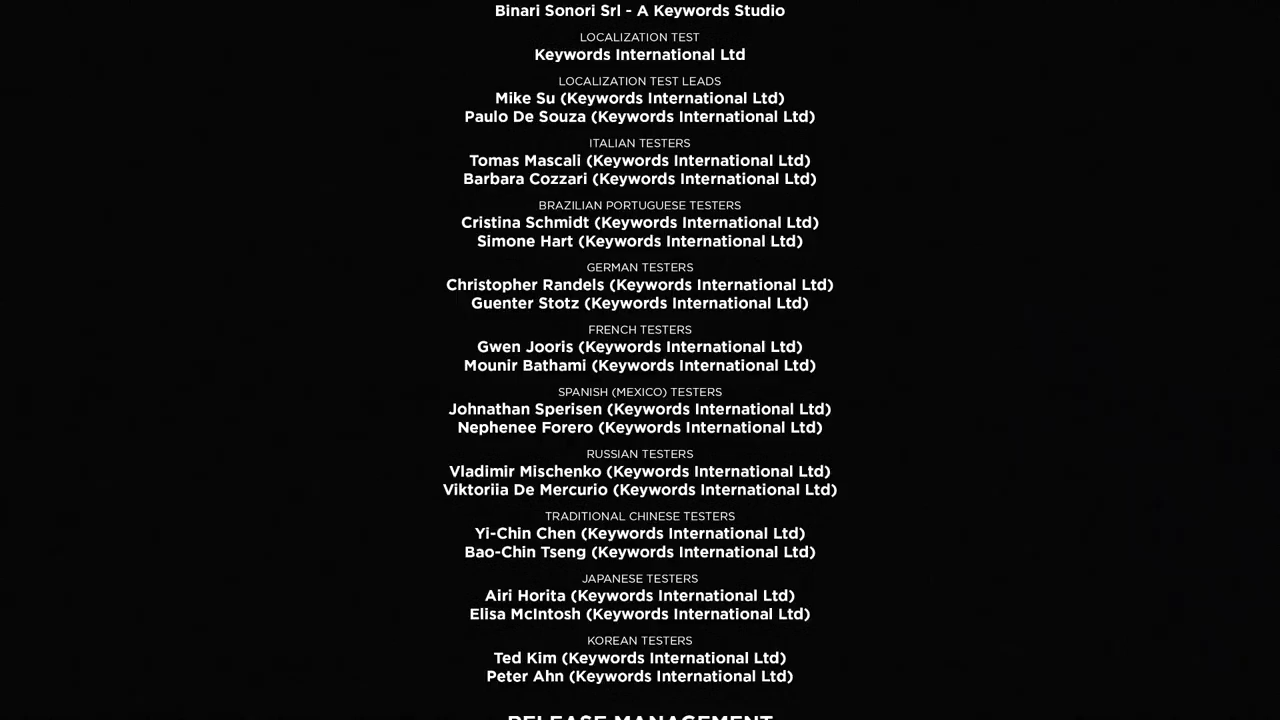 Binari Sonori Srl - A Keywords Studio
LOCALIZATION TEST
Keywords International Ltd
LOCALIZATION TEST LEADS
Mike Su (Keywords International Ltd)
Paulo De Souza (Keywords International Ltd)
ITALIAN TESTERS
Tomas Mascali (Keywords International Ltd)
Barbara Cozzari (Keywords International Ltd)
BRAZILIAN PORTUGUESE TESTERS
Cristina Schmidt (Keywords International Ltd)
Simone Hart (Keywords International Ltd)
GERMAN TESTERS
Christopher Randels (Keywords International Ltd)
Guenter Stotz (Keywords International Ltd)
FRENCH TESTERS
Gwen Jooris (Keywords International Ltd)
Mounir Bathami (Keywords International Ltd)
SPANISH (MEXICO) TESTERS
Johnathan Sperisen (Keywords International Ltd)
Nephenee Forero (Keywords International Ltd)
RUSSIAN TESTERS
Vladimir Mischenko (Keywords International Ltd)
Viktoriia De Mercurio (Keywords International Ltd)
TRADITIONAL CHINESE TESTERS
Yi-Chin Chen (Keywords International Ltd)
Bao-Chin Tseng (Keywords International Ltd)
JAPANESE TESTERS
Airi Horita (Keywords International Ltd)
Elisa McIntosh (Keywords International Ltd)
KOREAN TESTERS
Ted Kim (Keywords International Ltd)
Peter Ahn (Keywords International Ltd)
RELEASE MANAGEMENT